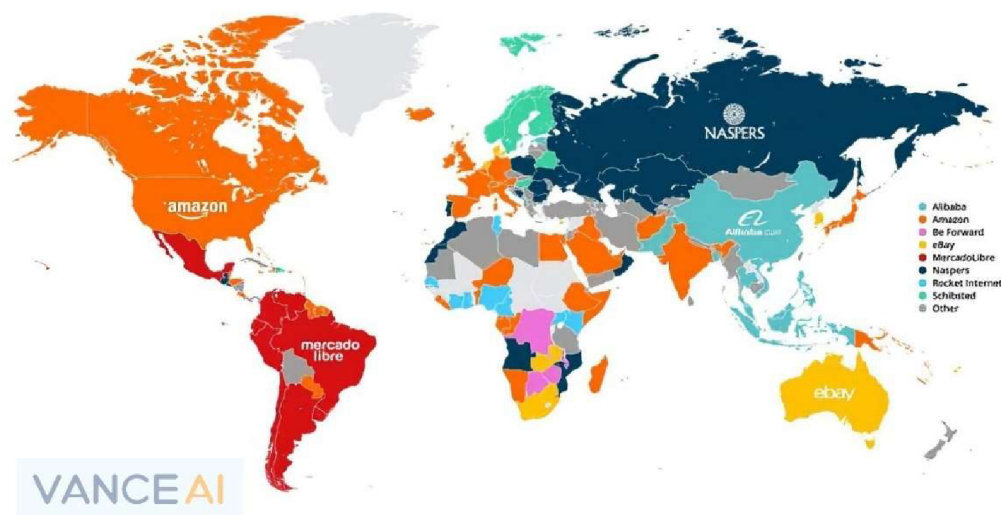 NASPERS
amazon
Alibaba.com
mercado
libre
ebay
Alibaba
Amazon
Be Forward
eBay
MercadoLibre
Naspers
Rocket Internet
Schibsted
Other
VANCE AI